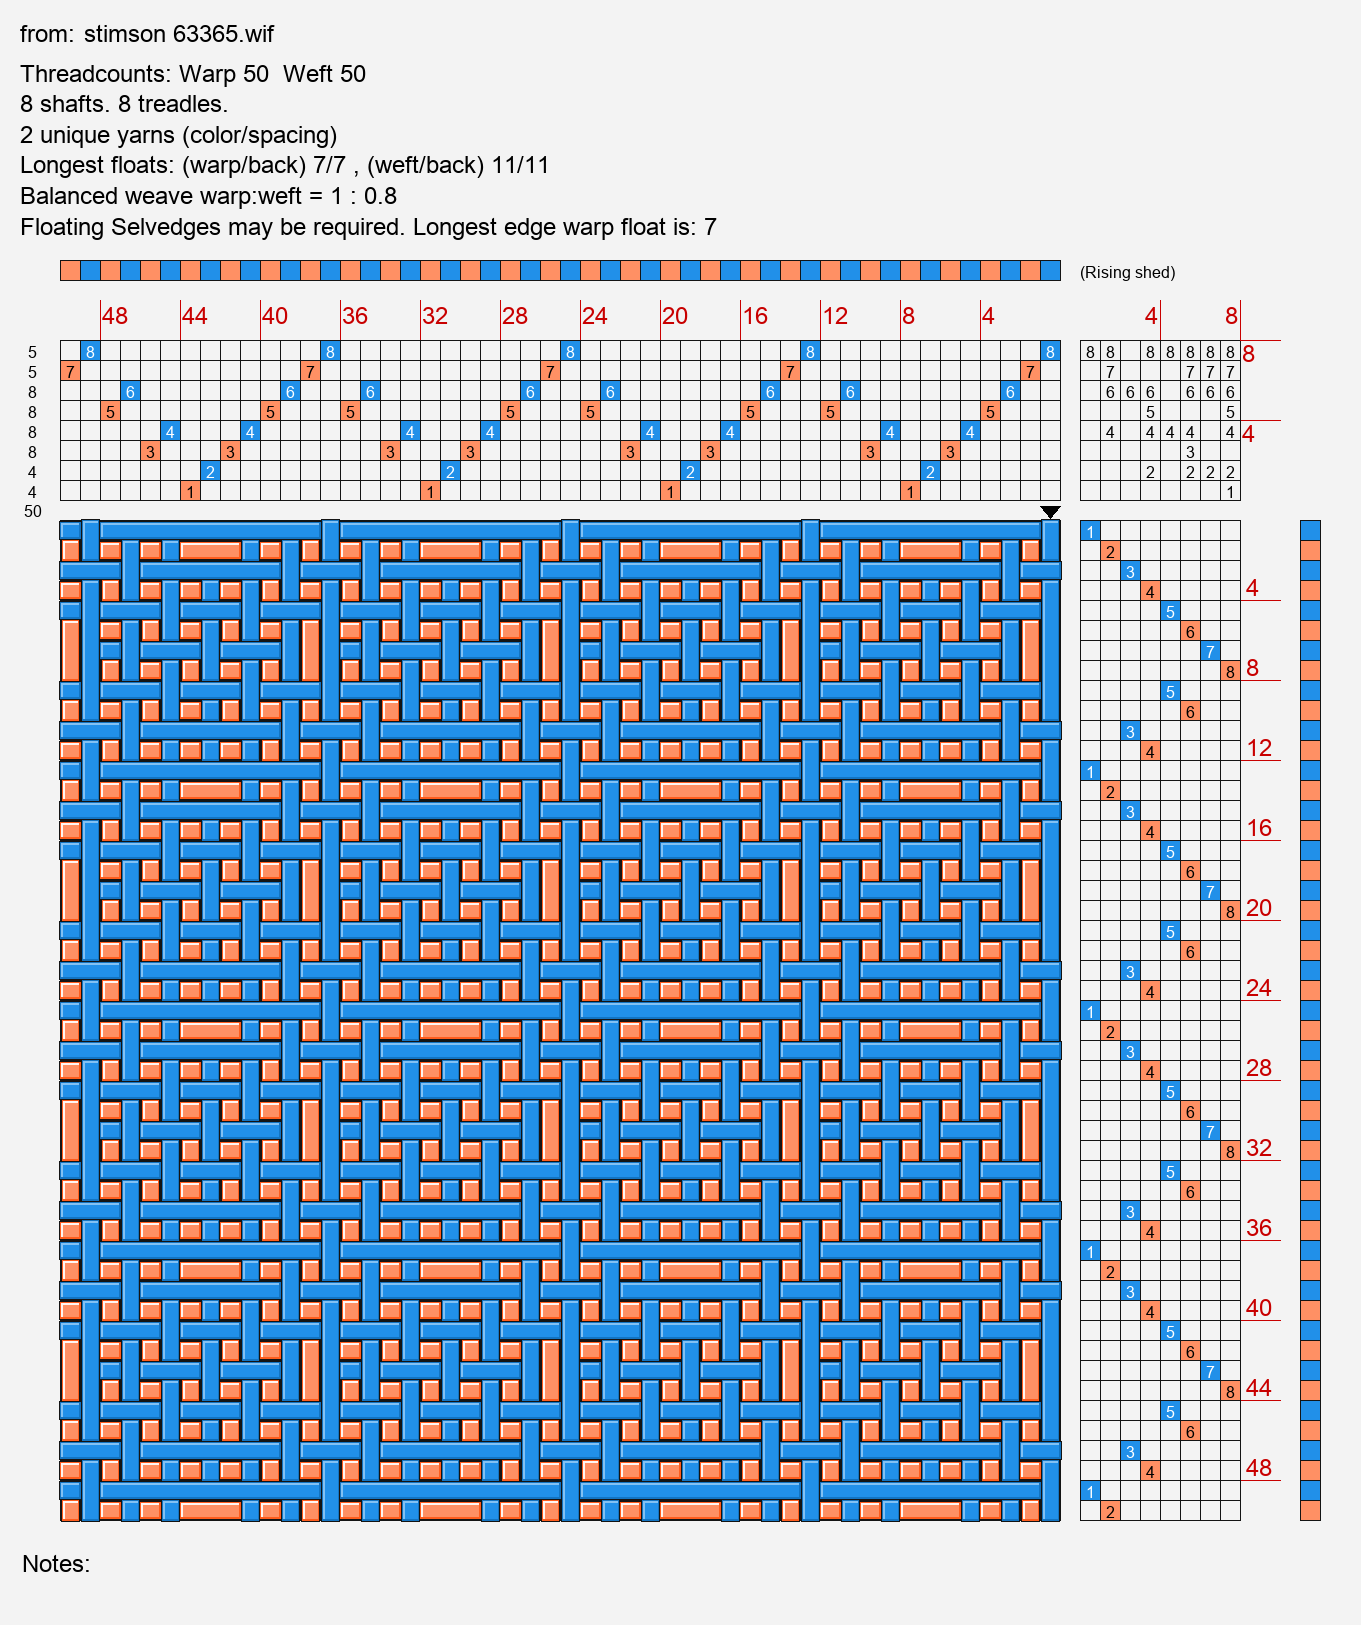 from: stimson 63365.wif
Threadcounts: Warp 50 Weft 50
8 shafts. 8 treadles.
2 unique yarns (color/spacing)
Longest floats: (warp/back) 7/7 , (weft/back) 11/11
Balanced weave warp:weft = 1 : 0.8
Floating Selvedges may be required. Longest edge warp float is: 7
(Rising shed)
48 44 40 36 32 28 24 20 16 12 8 4 4 8
5 8 8 8 8 8 8 8 8 8 8 8 8 8
5 7 7 7 7 7 7 7 7 7
8 6 6 6 6 6 6 6 6 6 6 6 6 6 6
8 5 5 5 5 5 5 5 5 5 5
8 4 4 4 4 4 4 4 4 4 4 4 4 4 4
8 3 3 3 3 3 3 3 3 3
4 2 2 2 2 2 2 2 2
4 1 1 1 1 1
50
1
2
3
4 4
5
6
7
8 8
5
6
3
4 12
1
2
3
4 16
5
6
7
8 20
5
6
3
4 24
1
2
3
4 28
5
6
7
8 32
5
6
3
4 36
1
2
3
4 40
5
6
7
8 44
5
6
3
4 48
1
2
Notes: